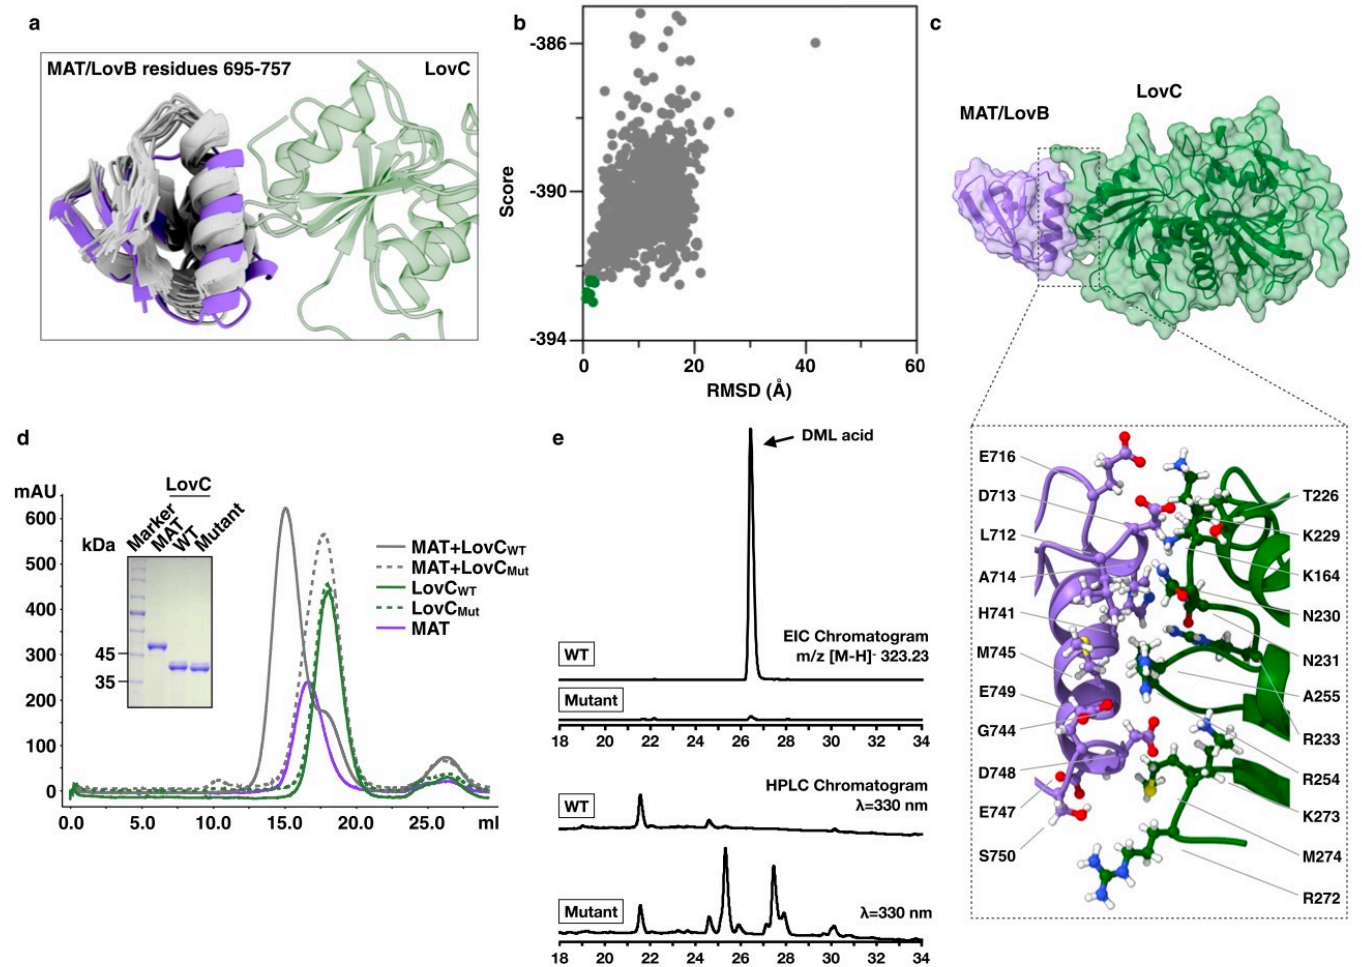 a
MAT/LovB residues 695-757
LovC
b
Score
-386
-390
-394
0
20
40
60
RMSD (Å)
c
MAT/LovB
LovC
E716
D713
L712
A714
H741
M745
E749
G744
D748
E747
S750
T226
K229
K164
N230
N231
A255
R233
R254
K273
M274
R272
d
mAU
600
500
400
300
200
100
0
0.0
5.0
10.0
15.0
20.0
25.0
ml
LovC
Marker
MAT
WT
Mutant
kDa
45
35
MAT+LovCWT
MAT+LovCMut
LovCWT
LovCMut
MAT
e
DML acid
EIC Chromatogram
m/z [M-H]- 323.23
WT
Mutant
18 20 22 24 26 28 30 32 34
HPLC Chromatogram
λ=330 nm
WT
Mutant
λ=330 nm
18 20 22 24 26 28 30 32 34